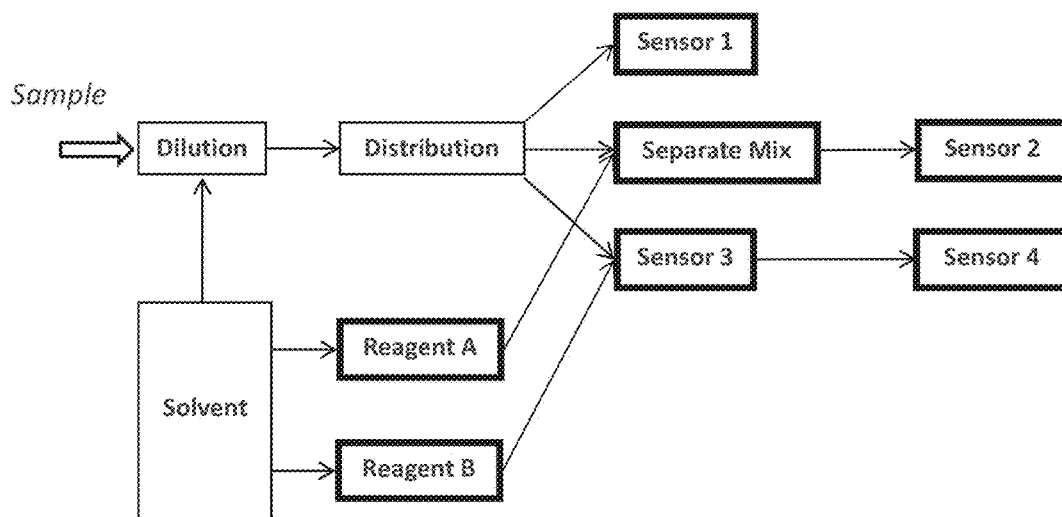 Sensor 1
Sample
Dilution
Distribution
Separate Mix
Sensor 2
Sensor 3
Sensor 4
Reagent A
Solvent
Reagent B